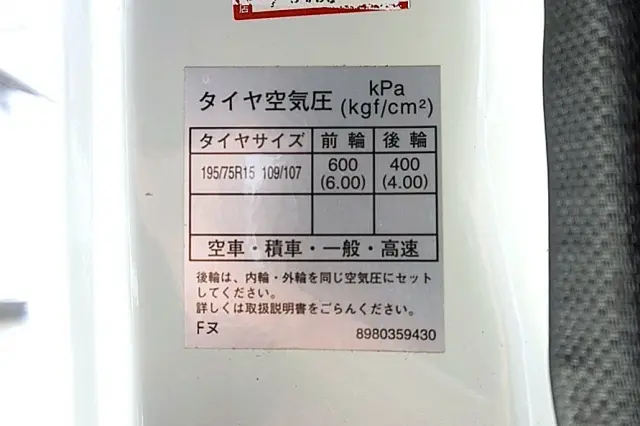 店
タイヤ空気圧 kPa (kgf/cm²)
タイヤサイズ 前輪 後輪
195/75R15 109/107 600 (6.00) 400 (4.00)
空車・積車・一般・高速
後輪は、内輪・外輪を同じ空気圧にセット
してください。
詳しくは取扱説明書をごらんください。
Fヌ 8980359430